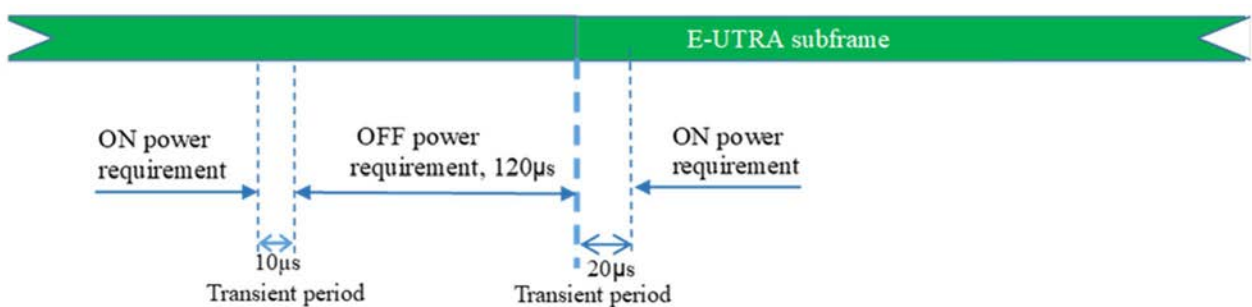 E-UTRA subframe
ON power
requirement
OFF power
requirement, 120µs
ON power
requirement
10µs
Transient period
20µs
Transient period